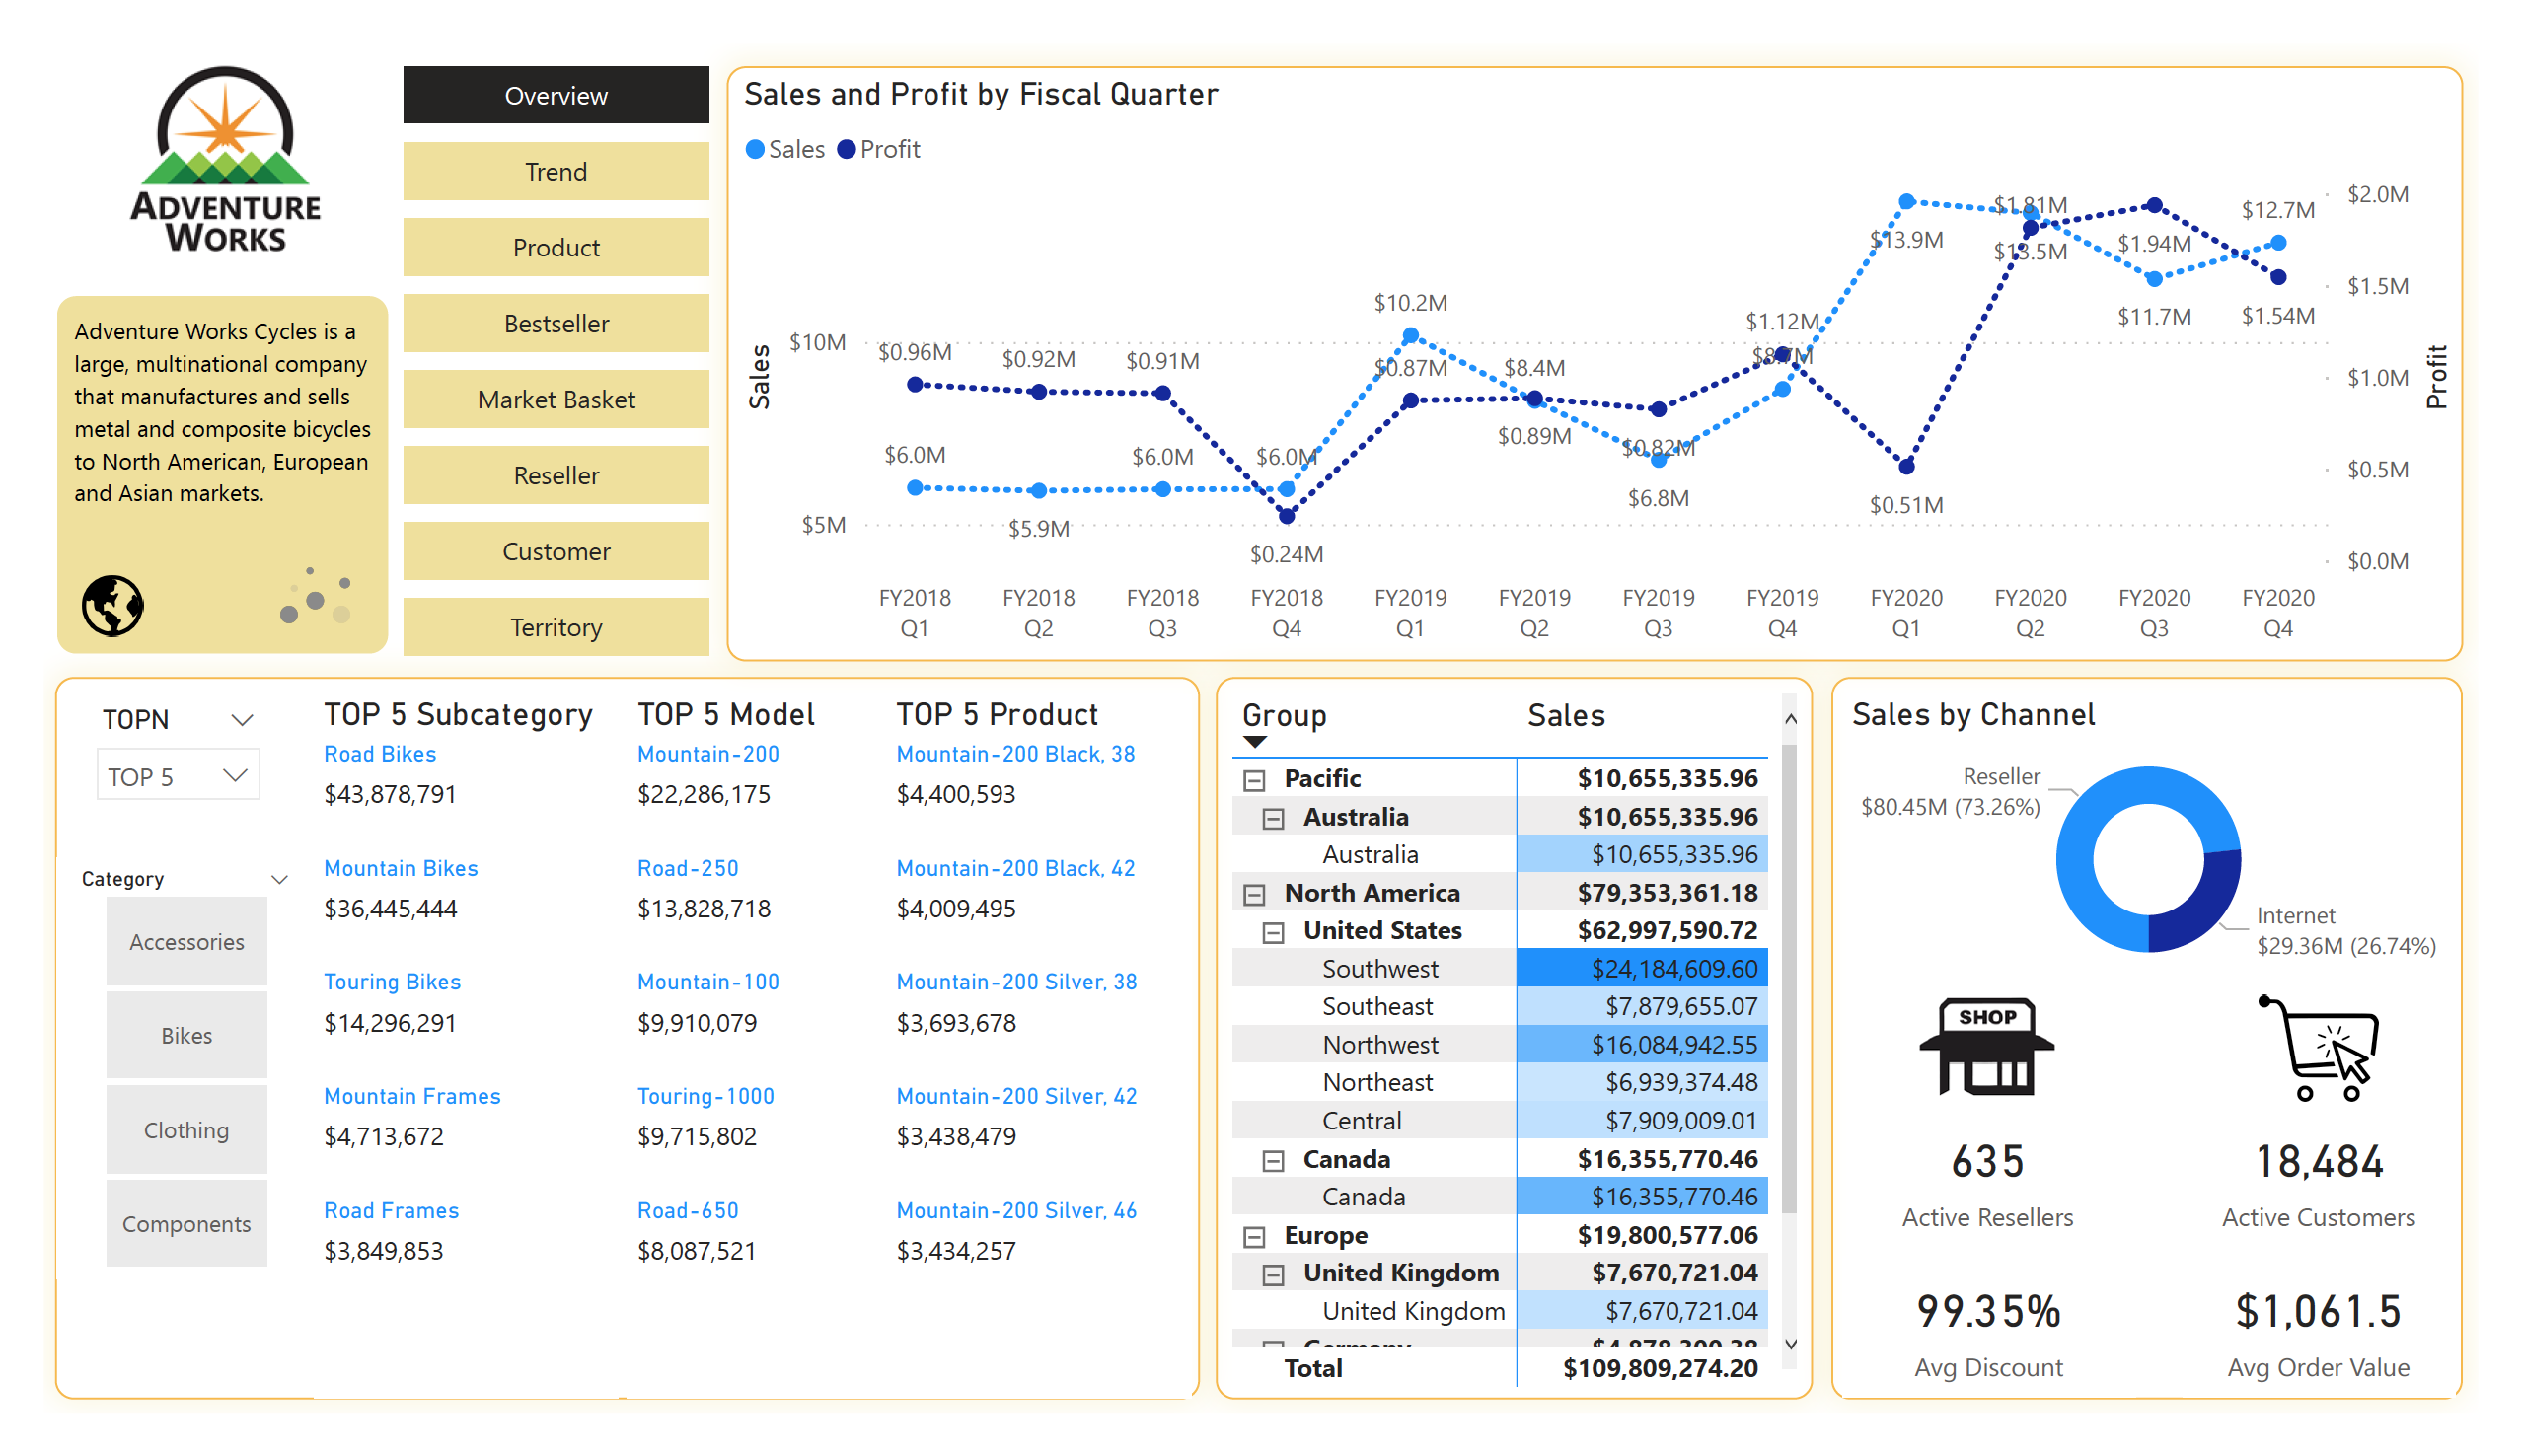 ADVENTURE
WORKS
Adventure Works Cycles is a
large, multinational company
that manufactures and sells
metal and composite bicycles
to North American, European
and Asian markets.
Overview
Trend
Product
Bestseller
Market Basket
Reseller
Customer
Territory
Sales and Profit by Fiscal Quarter
Sales Profit
Sales
$10M
$5M
$0.96M $0.92M $0.91M $0.24M $0.87M $0.89M $0.82M $1.12M $0.51M $1.81M $1.94M $1.54M
$6.0M $5.9M $6.0M $6.0M $10.2M $8.4M $6.8M $8.7M $13.9M $13.5M $11.7M $12.7M
$2.0M
$1.5M
$1.0M
$0.5M
$0.0M
Profit
FY2018 FY2018 FY2018 FY2018 FY2019 FY2019 FY2019 FY2019 FY2020 FY2020 FY2020 FY2020
Q1 Q2 Q3 Q4 Q1 Q2 Q3 Q4 Q1 Q2 Q3 Q4
TOPN
TOP 5
Category
Accessories
Bikes
Clothing
Components
TOP 5 Subcategory
Road Bikes
$43,878,791
Mountain Bikes
$36,445,444
Touring Bikes
$14,296,291
Mountain Frames
$4,713,672
Road Frames
$3,849,853
TOP 5 Model
Mountain-200
$22,286,175
Road-250
$13,828,718
Mountain-100
$9,910,079
Touring-1000
$9,715,802
Road-650
$8,087,521
TOP 5 Product
Mountain-200 Black, 38
$4,400,593
Mountain-200 Black, 42
$4,009,495
Mountain-200 Silver, 38
$3,693,678
Mountain-200 Silver, 42
$3,438,479
Mountain-200 Silver, 46
$3,434,257
Group Sales
Pacific $10,655,335.96
Australia $10,655,335.96
Australia $10,655,335.96
North America $79,353,361.18
United States $62,997,590.72
Southwest $24,184,609.60
Southeast $7,879,655.07
Northwest $16,084,942.55
Northeast $6,939,374.48
Central $7,909,009.01
Canada $16,355,770.46
Canada $16,355,770.46
Europe $19,800,577.06
United Kingdom $7,670,721.04
United Kingdom $7,670,721.04
Germany
Total $109,809,274.20
Sales by Channel
Reseller
$80.45M (73.26%)
Internet
$29.36M (26.74%)
SHOP
635
Active Resellers
18,484
Active Customers
99.35%
Avg Discount
$1,061.5
Avg Order Value